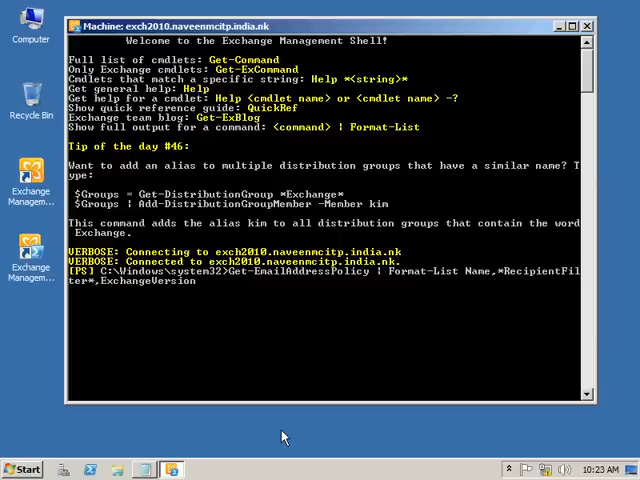 Computer
Recycle Bin
Exchange
Managem...
Exchange
Managem...
Machine: exch2010.naveenmcitp.india.nk
Welcome to the Exchange Management Shell!
Full list of cmdlets: Get-Command
Only Exchange cmdlets: Get-ExCommand
Cmdlets that match a specific string: Help *<string>*
Get general help: Help
Get help for a cmdlet: Help <cmdlet name> or <cmdlet name> -?
Show quick reference guide: QuickRef
Exchange team blog: Get-ExBlog
Show full output for a command: <command> | Format-List
Tip of the day #46:
Want to add an alias to multiple distribution groups that have a similar name? T
ype:
$Groups = Get-DistributionGroup *Exchange*
$Groups | Add-DistributionGroupMember -Member kim
This command adds the alias kim to all distribution groups that contain the word
Exchange.
VERBOSE: Connecting to exch2010.naveenmcitp.india.nk
VERBOSE: Connected to exch2010.naveenmcitp.india.nk.
[PS] C:\Windows\system32>Get-EmailAddressPolicy | Format-List Name,*RecipientFil
ter*,ExchangeVersion
Start
10:23 AM